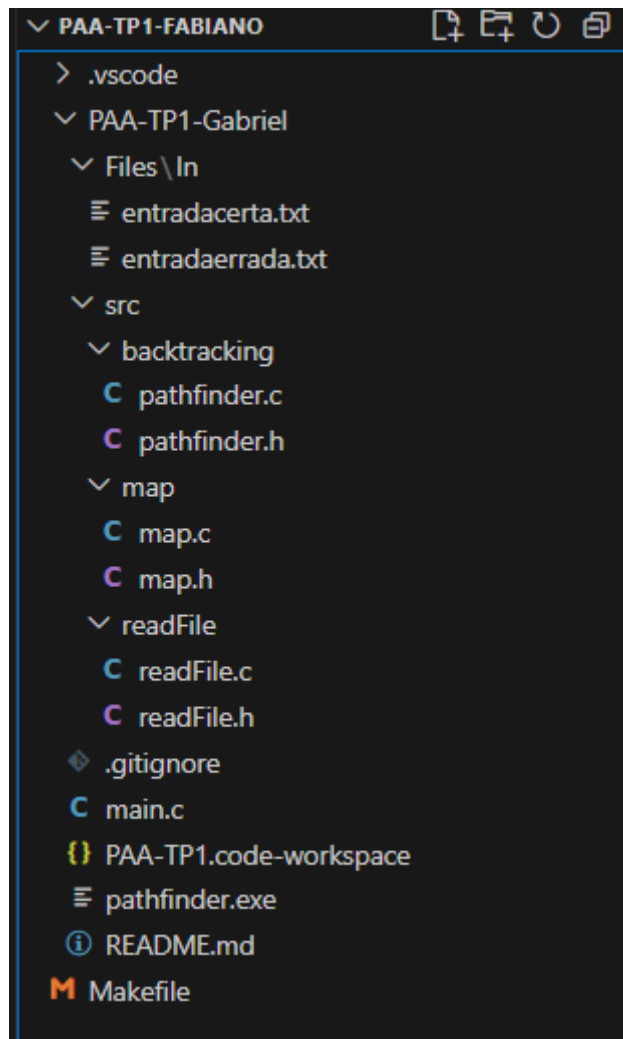 PAA-TP1-FABIANO
.vscode
PAA-TP1-Gabriel
Files\In
entradacerta.txt
entradaerrada.txt
src
backtracking
C pathfinder.c
C pathfinder.h
map
C map.c
C map.h
readFile
C readFile.c
C readFile.h
.gitignore
C main.c
{} PAA-TP1.code-workspace
pathfinder.exe
README.md
M Makefile